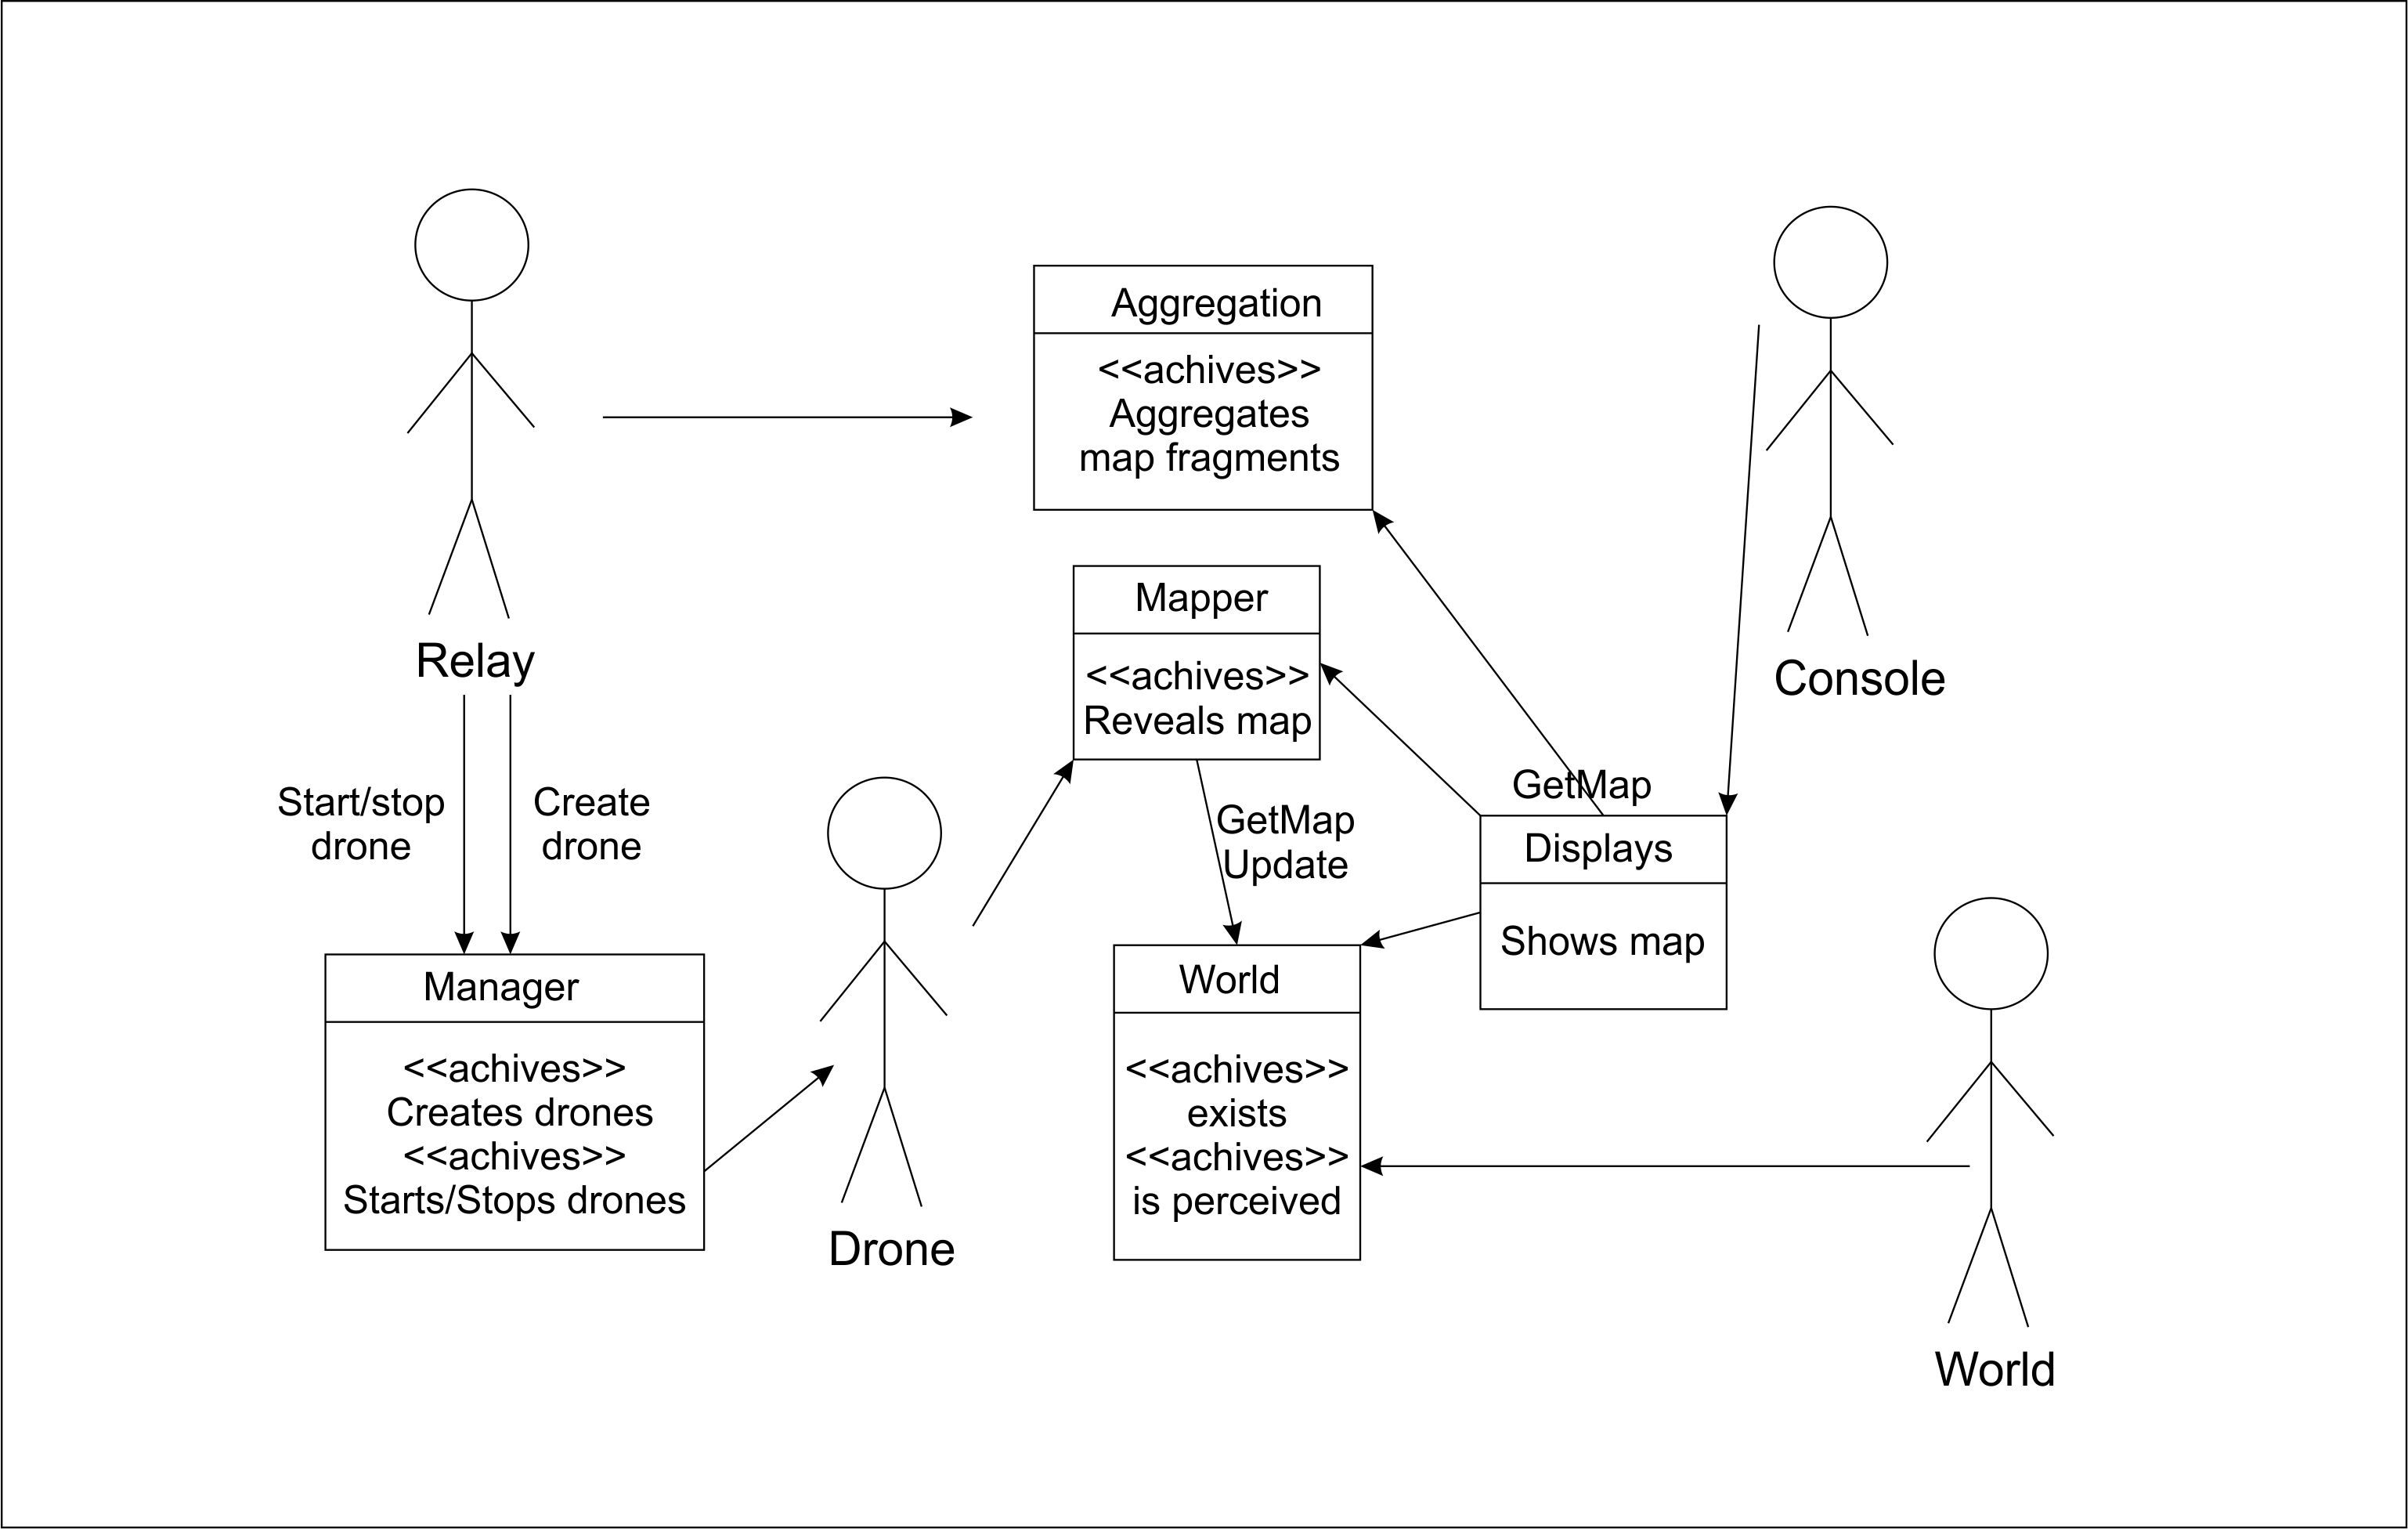 Aggregation
<<achives>>
Aggregates
map fragments
Mapper
<<achives>>
Reveals map
Relay
Console
Start/stop
drone
Create
drone
GetMap
GetMap
Update
Displays
Shows map
Manager
<<achives>>
Creates drones
<<achives>>
Starts/Stops drones
World
<<achives>>
exists
<<achives>>
is perceived
Drone
World